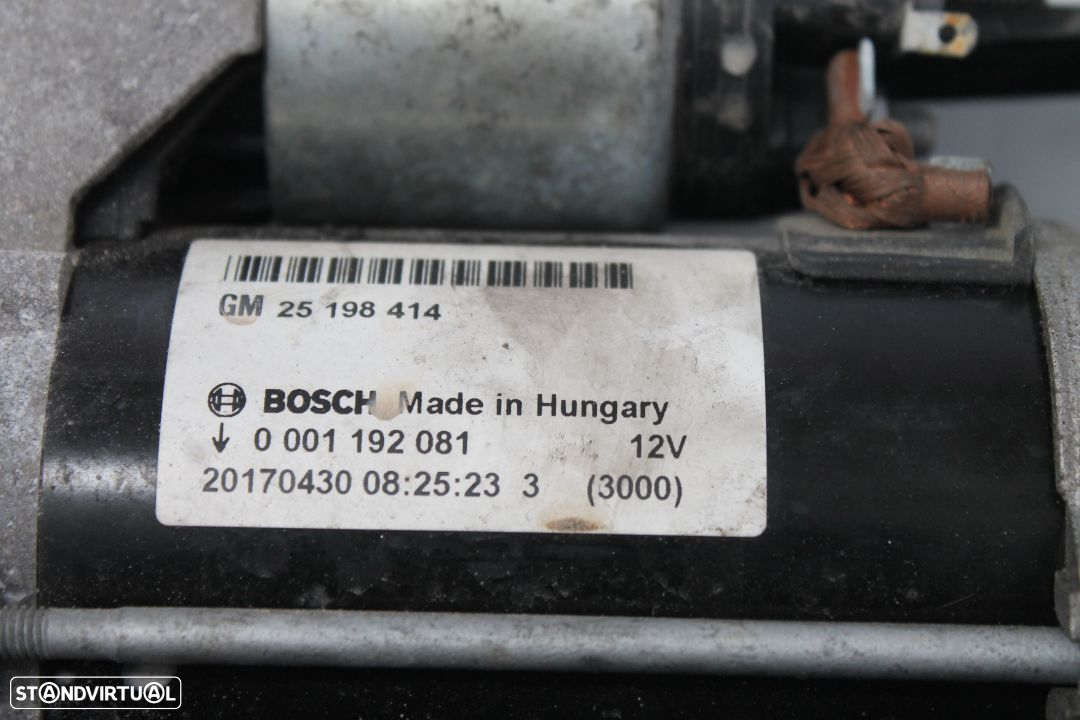 GM 25 198 414
BOSCH Made in Hungary
↓ 0 001 192 081 12V
20170430 08:25:23 3 (3000)
STANDVIRTUAL